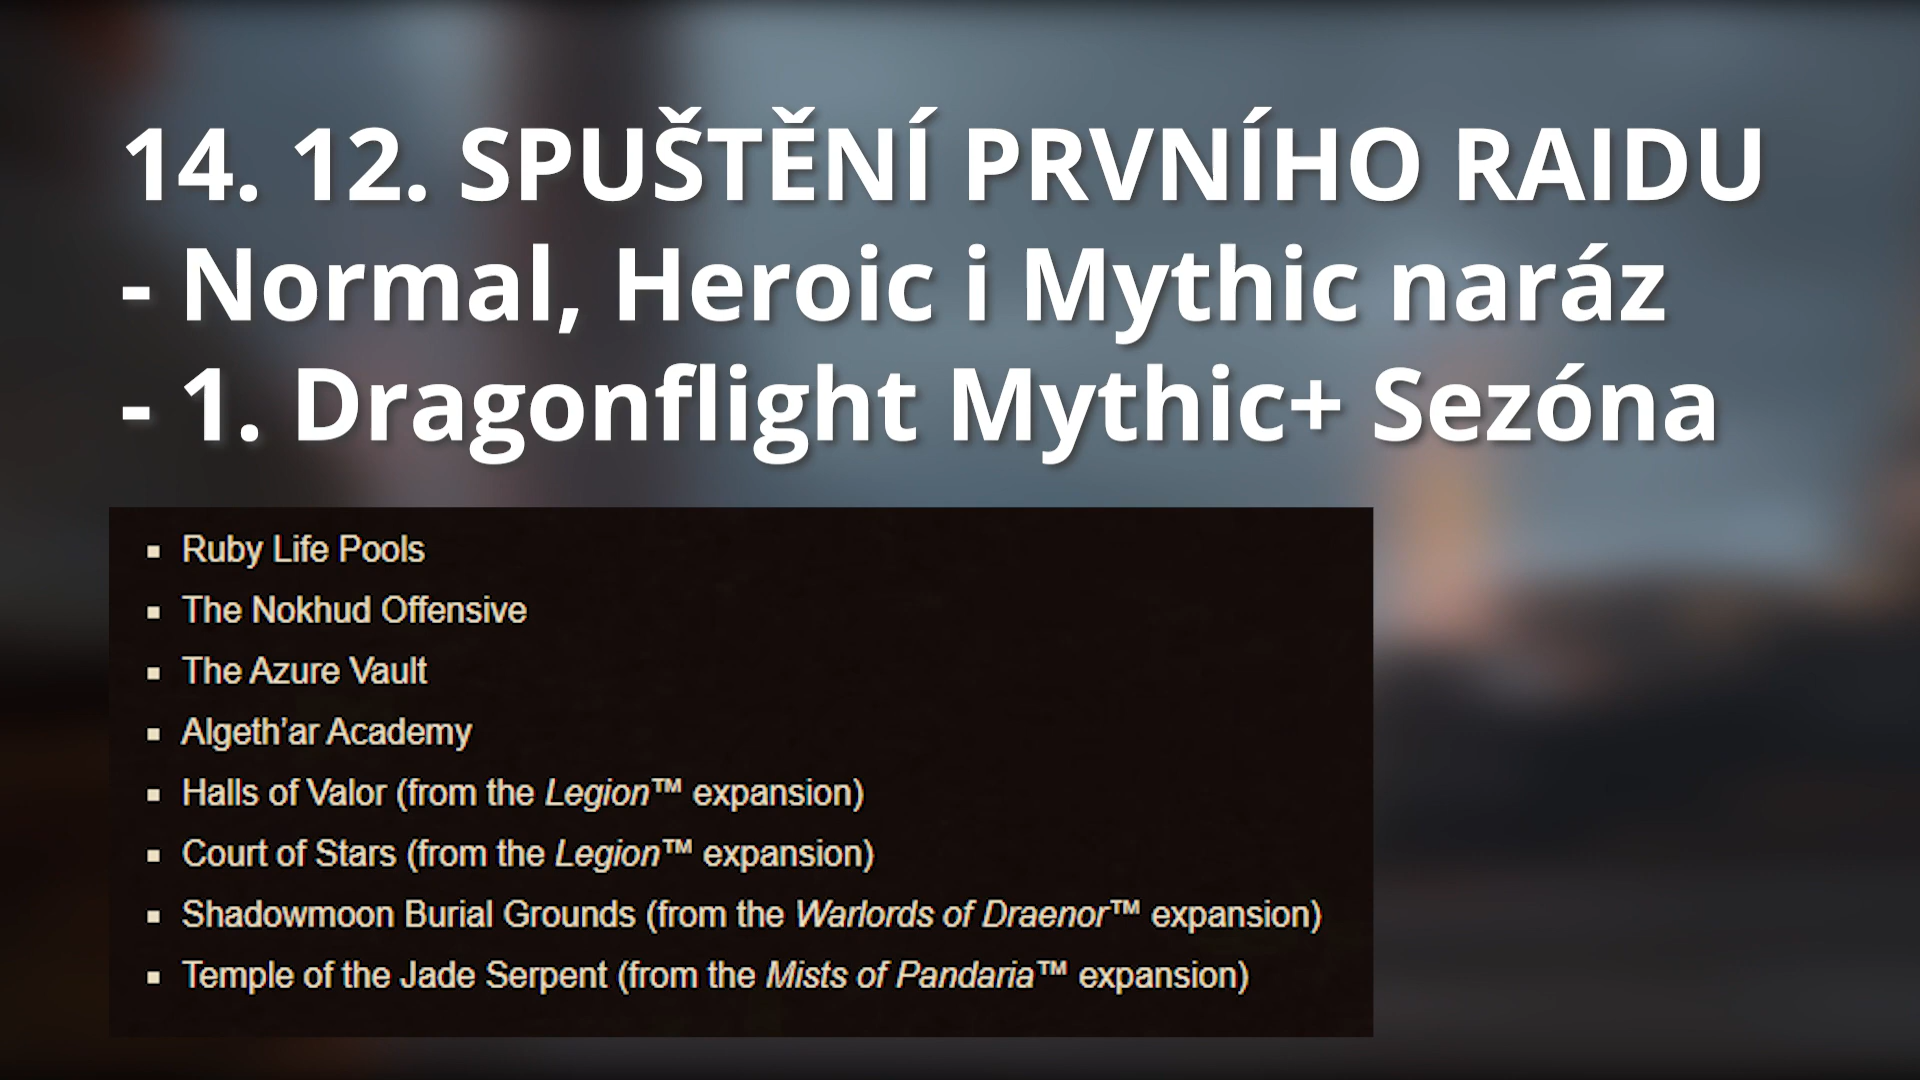 14. 12. SPUŠTĚNÍ PRVNÍHO RAIDU
- Normal, Heroic i Mythic naráz
- 1. Dragonflight Mythic+ Sezóna
▪ Ruby Life Pools
▪ The Nokhud Offensive
▪ The Azure Vault
▪ Algeth’ar Academy
▪ Halls of Valor (from the Legion™ expansion)
▪ Court of Stars (from the Legion™ expansion)
▪ Shadowmoon Burial Grounds (from the Warlords of Draenor™ expansion)
▪ Temple of the Jade Serpent (from the Mists of Pandaria™ expansion)